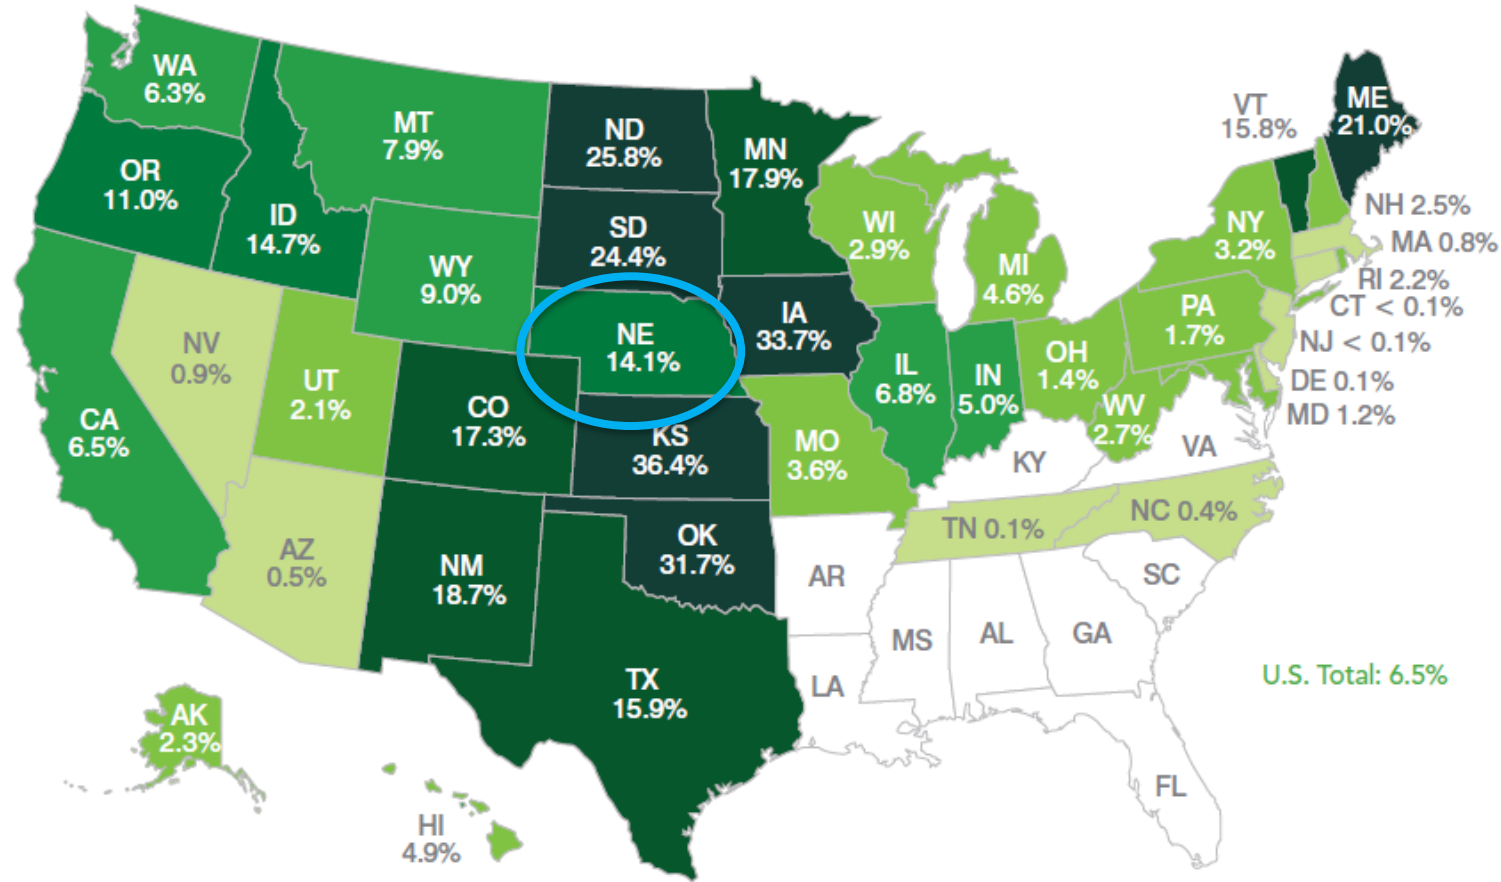 WA
6.3%
MT
7.9%
ND
25.8%
MN
17.9%
VT
15.8%
ME
21.0%
OR
11.0%
ID
14.7%
WY
9.0%
SD
24.4%
WI
2.9%
MI
4.6%
NY
3.2%
NH 2.5%
MA 0.8%
RI 2.2%
CT < 0.1%
NJ < 0.1%
DE 0.1%
MD 1.2%
NV
0.9%
UT
2.1%
NE
14.1%
IA
33.7%
IL
6.8%
IN
5.0%
OH
1.4%
PA
1.7%
WV
2.7%
VA
CA
6.5%
CO
17.3%
KS
36.4%
MO
3.6%
KY
AZ
0.5%
NM
18.7%
OK
31.7%
AR
TN 0.1%
NC 0.4%
SC
TX
15.9%
LA
MS
AL
GA
FL
U.S. Total: 6.5%
AK
2.3%
HI
4.9%